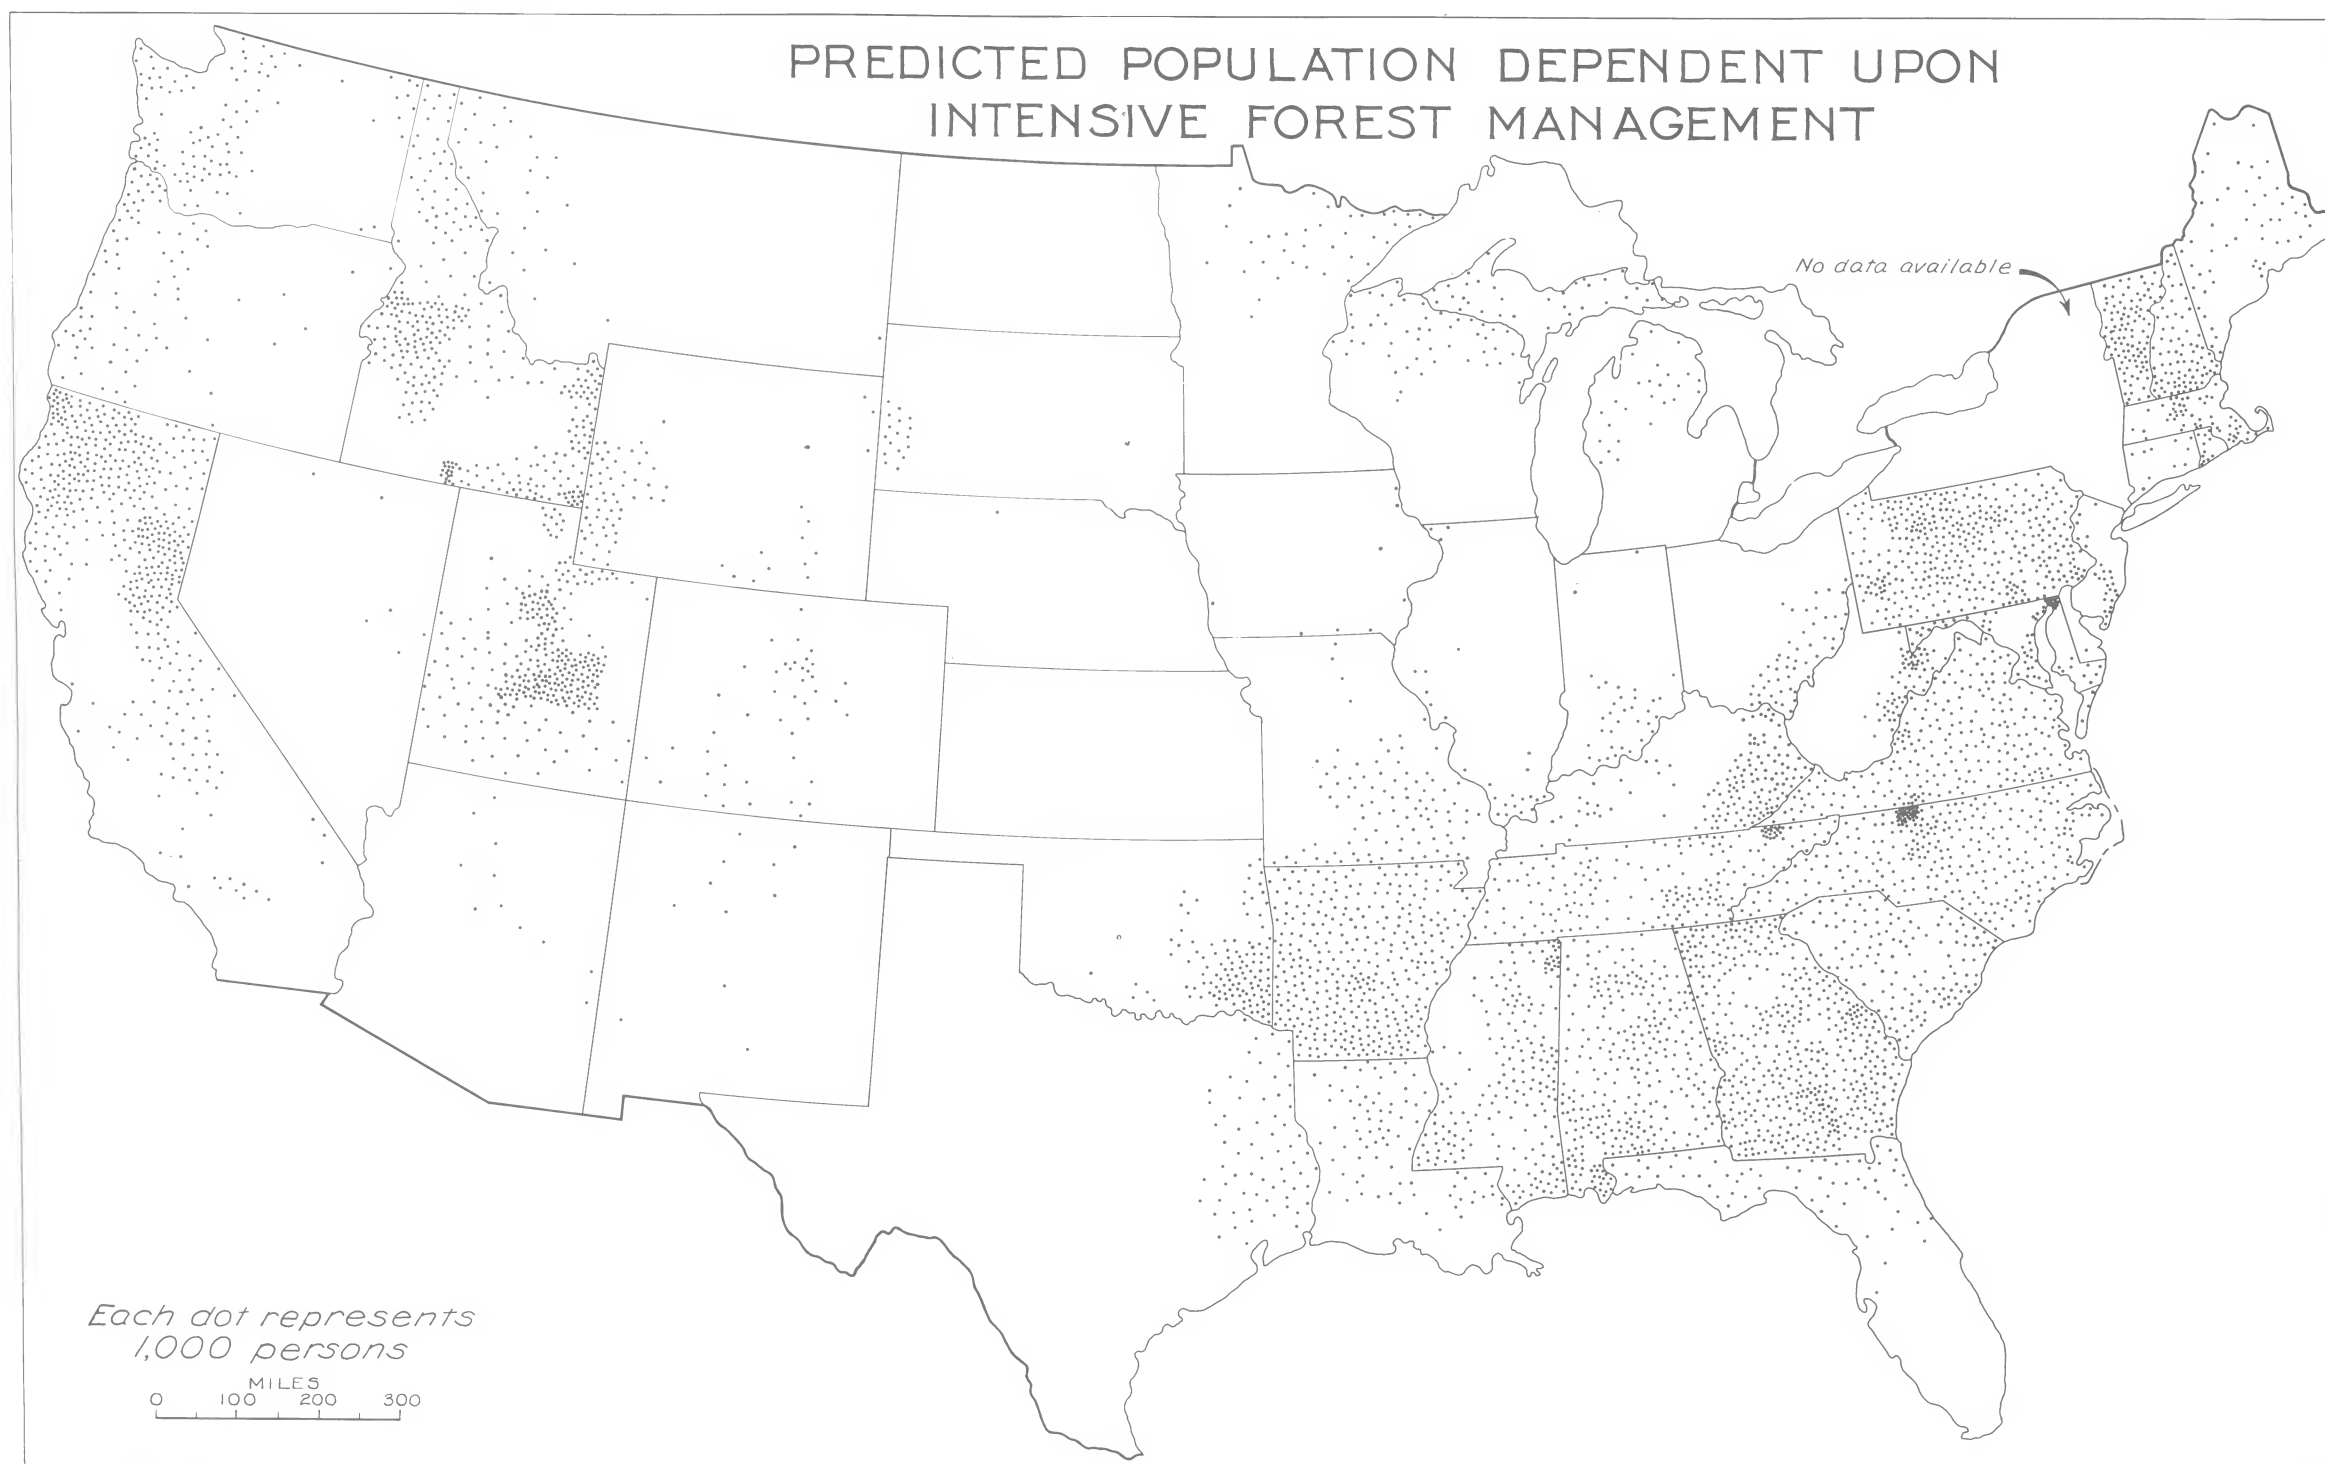 PREDICTED POPULATION DEPENDENT UPON
INTENSIVE FOREST MANAGEMENT
No data available
Each dot represents
1,000 persons
MILES
0 100 200 300